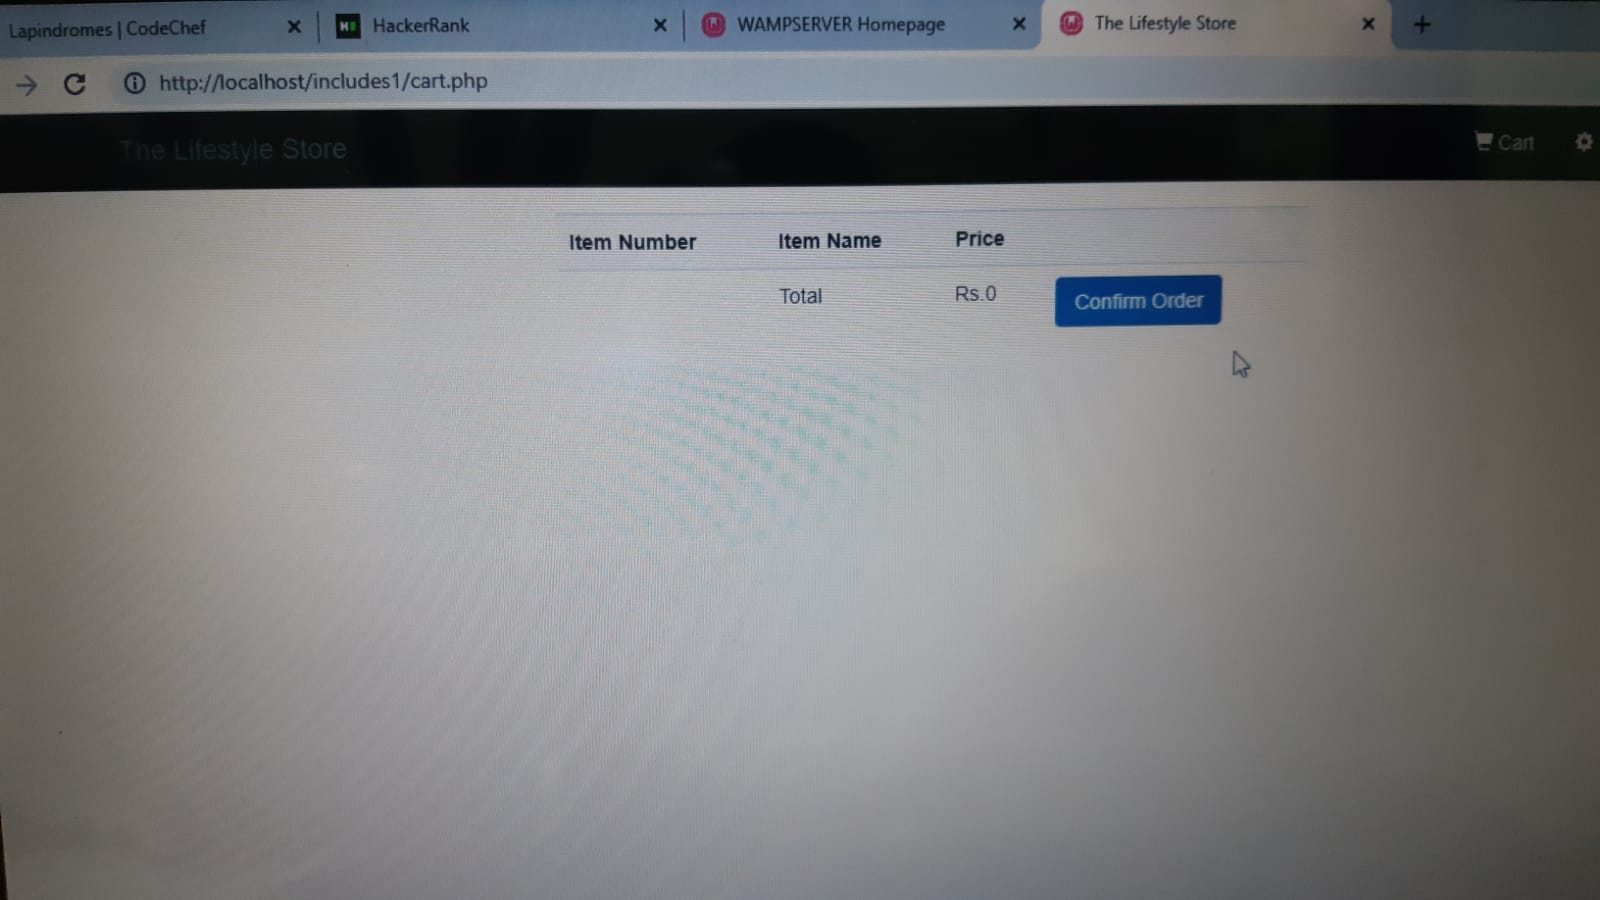 Lapindromes | CodeChef
HackerRank
WAMPSERVER Homepage
The Lifestyle Store
http://localhost/includes1/cart.php
The Lifestyle Store
Cart
Item Number
Item Name
Price
Total
Rs.0
Confirm Order